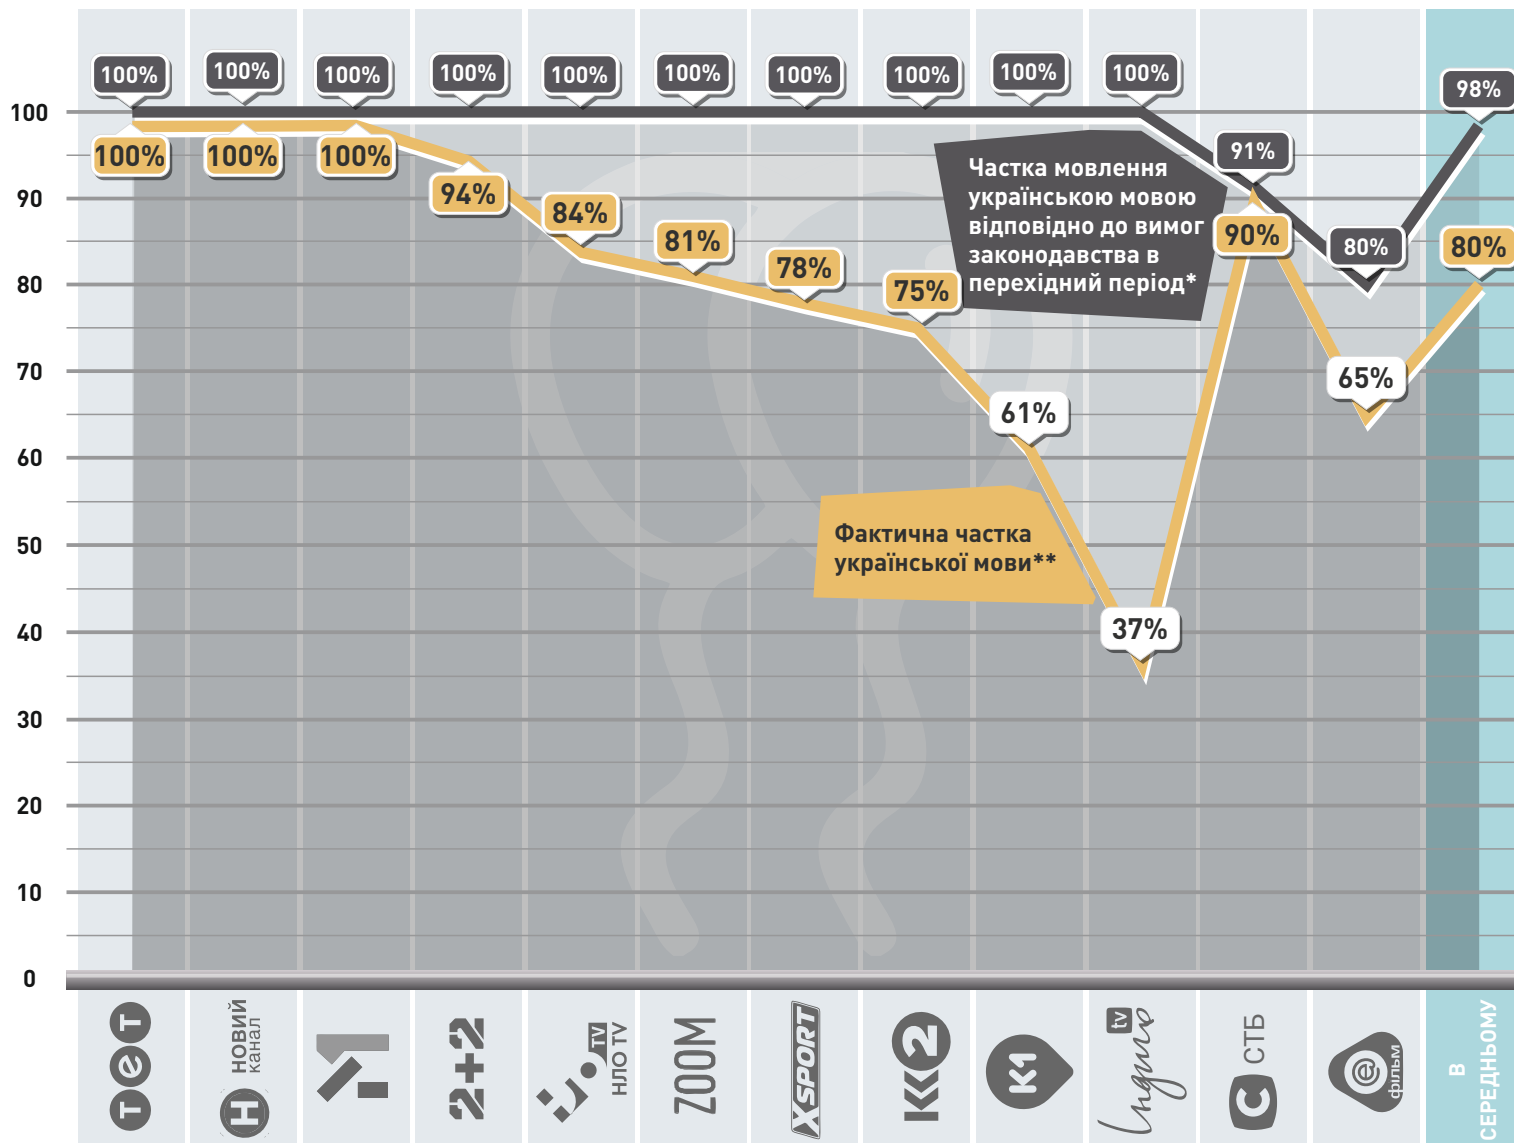 100%
100%
100%
100%
100%
100%
100%
100%
100%
100%
91%
80%
98%
100%
100%
100%
94%
84%
81%
78%
75%
61%
37%
90%
65%
80%
Частка мовлення
українською мовою
відповідно до вимог
законодавства в
перехідний період*
Фактична частка
української мови**
100
90
80
70
60
50
40
30
20
10
0
тет
Н НОВИЙ
канал
2+2
TV
НЛО TV
ZOOM
XSPORT
К2
К1
Індиго tv
С СТБ
фільм
В
СЕРЕДНЬОМУ